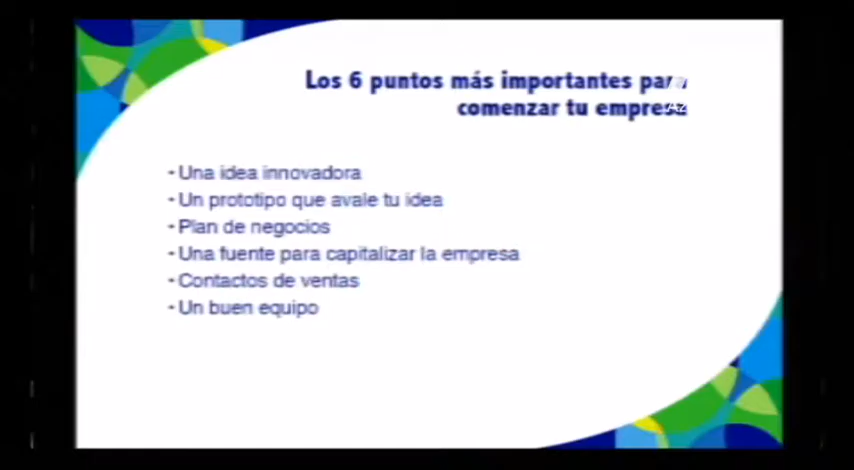 Los 6 puntos más importantes para
comenzar tu empresa
- Una idea innovadora
- Un prototipo que avale tu idea
- Plan de negocios
- Una fuente para capitalizar la empresa
- Contactos de ventas
- Un buen equipo